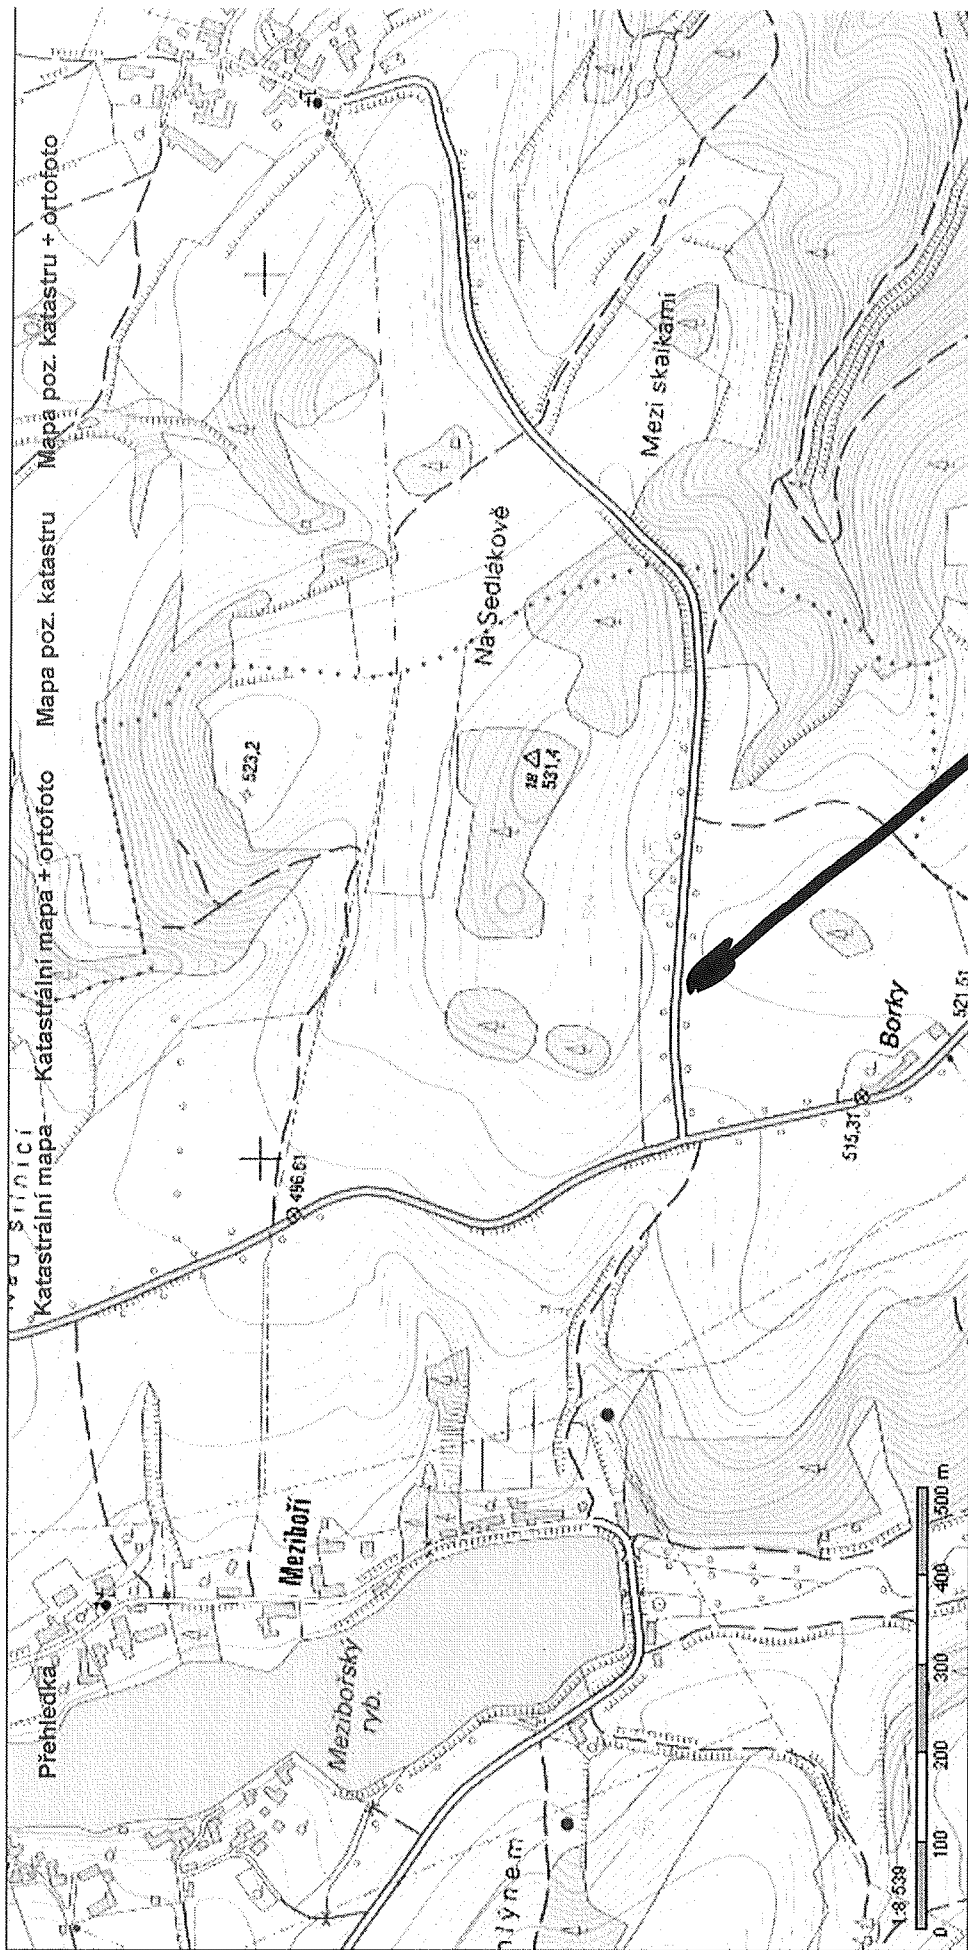 Přehledka Katastrální mapa Katastrální mapa + ortofoto Mapa poz. katastru Mapa poz. katastru + ortofoto
Meziboří
Mezibořský
ryb.
496,61
523,2
18
531,4
Na Sedlákově
Mezi skalkami
515,31
Borky
521,51
1:8 539
0 100 200 300 400 500 m